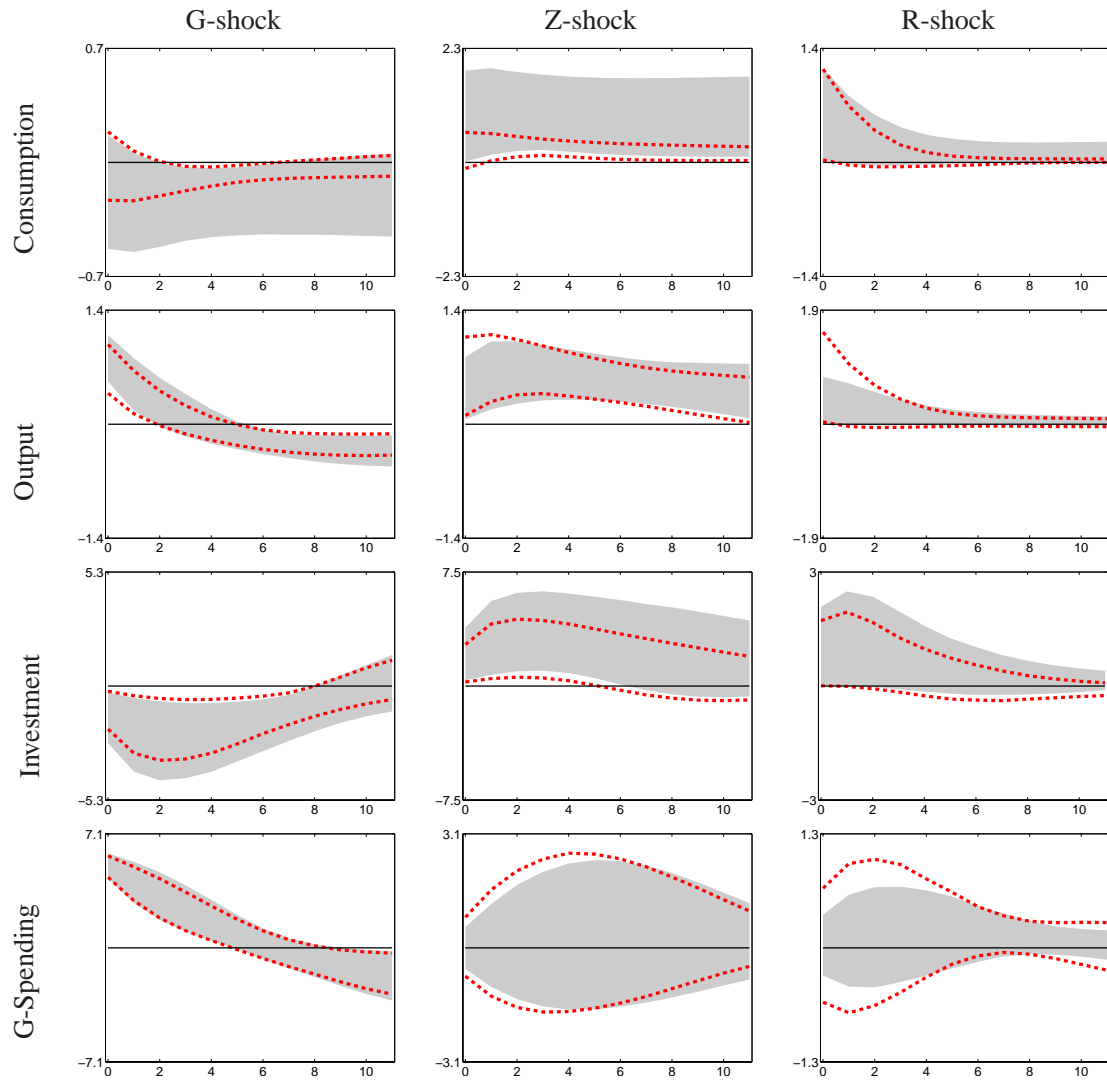 G-shock Z-shock R-shock
Consumption
0.7 2.3 1.4
−0.7 −2.3 −1.4
0 2 4 6 8 10 0 2 4 6 8 10 0 2 4 6 8 10
Output
1.4 1.4 1.9
−1.4 −1.4 −1.9
0 2 4 6 8 10 0 2 4 6 8 10 0 2 4 6 8 10
Investment
5.3 7.5 3
−5.3 −7.5 −3
0 2 4 6 8 10 0 2 4 6 8 10 0 2 4 6 8 10
G-Spending
7.1 3.1 1.3
−7.1 −3.1 −1.3
0 2 4 6 8 10 0 2 4 6 8 10 0 2 4 6 8 10